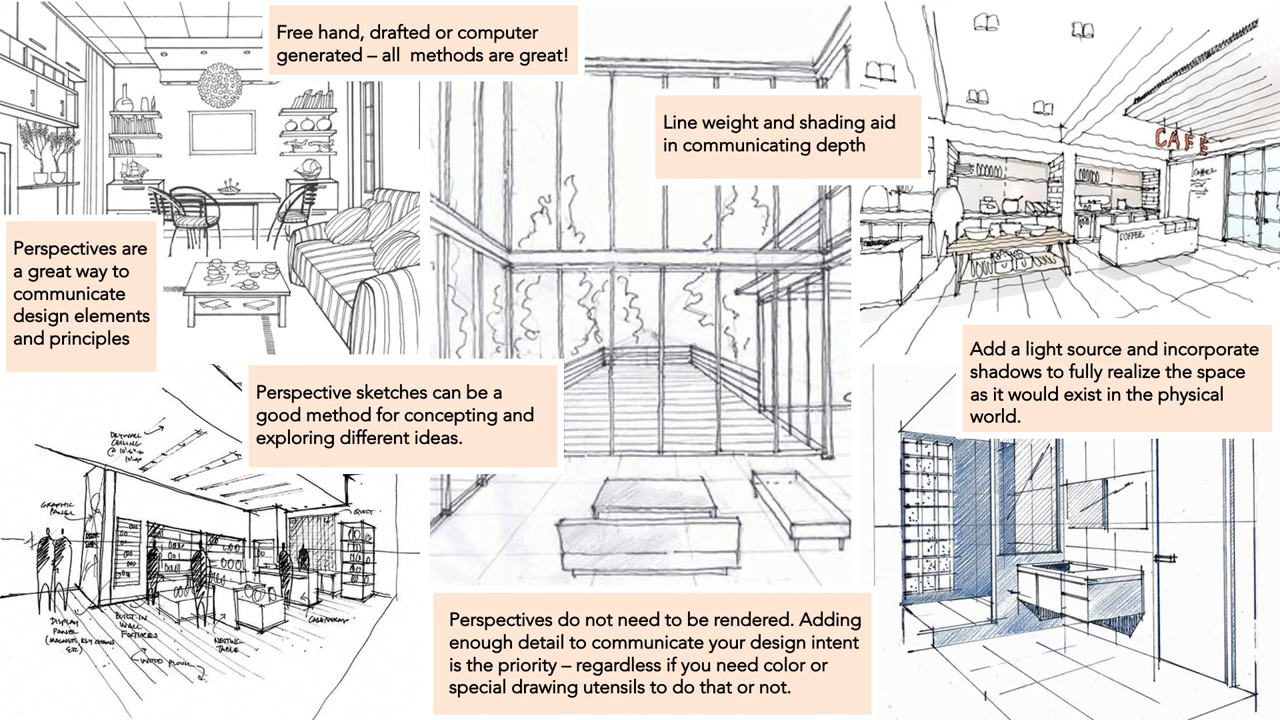 Free hand, drafted or computer
generated – all methods are great!
Line weight and shading aid
in communicating depth
CAFE
COFFEE
COFFEE
Perspectives are
a great way to
communicate
design elements
and principles
Perspective sketches can be a
good method for concepting and
exploring different ideas.
Add a light source and incorporate
shadows to fully realize the space
as it would exist in the physical
world.
DRYWALL
CEILING
GRAPHIC
PANEL
DISPLAY
PANEL
BUILT-IN
WALL
FIXTURES
NESTING
TABLE
WOOD FLOOR
Perspectives do not need to be rendered. Adding
enough detail to communicate your design intent
is the priority – regardless if you need color or
special drawing utensils to do that or not.